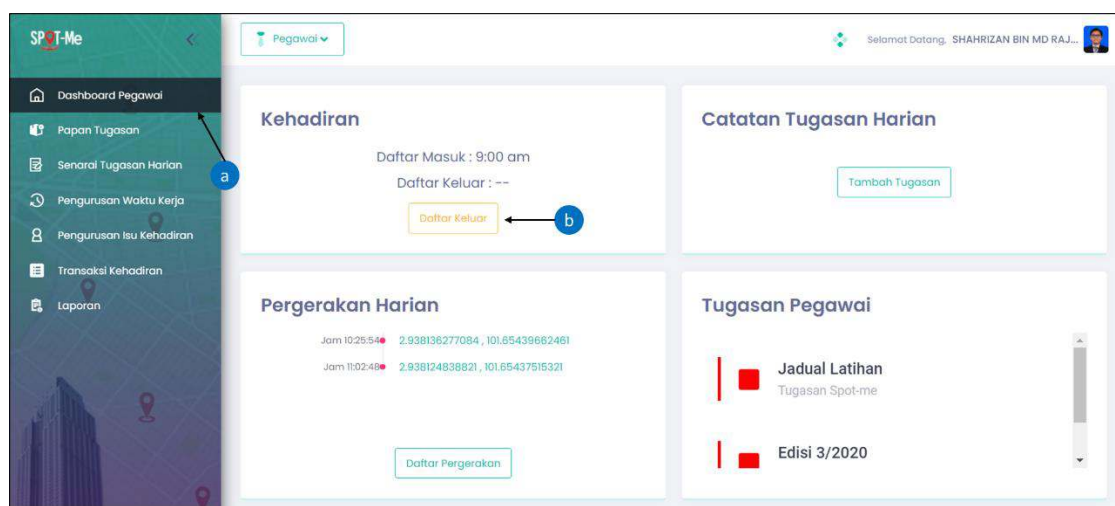 SPOT-Me
Pegawai
Selamat Datang, SHAHRIZAN BIN MD RAJ...
Dashboard Pegawai
Papan Tugasan
Senarai Tugasan Harian
Pengurusan Waktu Kerja
Pengurusan Isu Kehadiran
Transaksi Kehadiran
Laporan
a
Kehadiran
Daftar Masuk : 9:00 am
Daftar Keluar : --
Daftar Keluar
b
Catatan Tugasan Harian
Tambah Tugasan
Pergerakan Harian
Jam 10:25:54 2.938136277084 , 101.65439662461
Jam 11:02:48 2.938124838821 , 101.65437515321
Daftar Pergerakan
Tugasan Pegawai
Jadual Latihan
Tugasan Spot-me
Edisi 3/2020